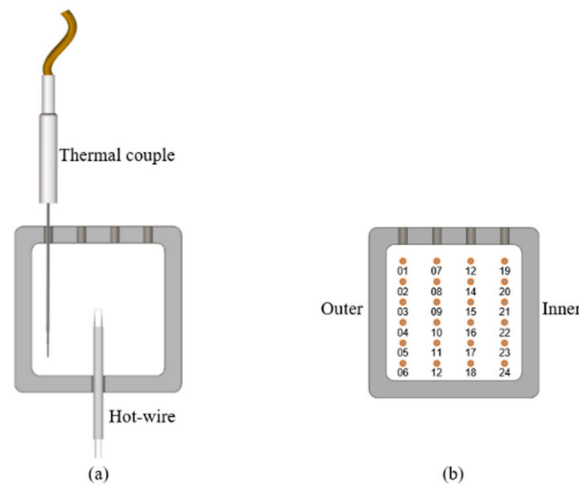 Thermal couple
Hot-wire
(a)
Outer
Inner
01 07 12 19
02 08 14 20
03 09 15 21
04 10 16 22
05 11 17 23
06 12 18 24
(b)